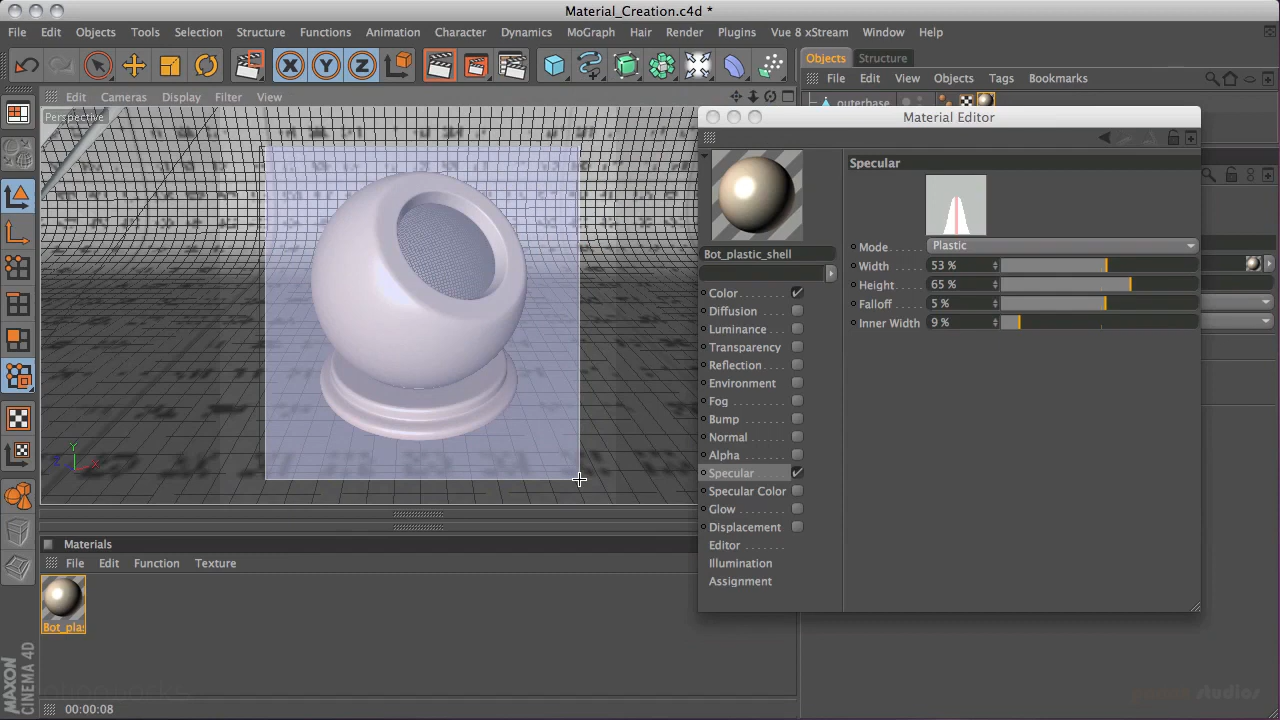 Material_Creation.c4d *
File Edit Objects Tools Selection Structure Functions Animation Character Dynamics MoGraph Hair Render Plugins Vue 8 xStream Window Help
Objects Structure
File Edit View Objects Tags Bookmarks
Edit Cameras Display Filter View
outerbase
Perspective
Material Editor
Specular
Bot_plastic_shell
Mode Plastic
Width 53 %
Height 65 %
Falloff 5 %
Inner Width 9 %
Color
Diffusion
Luminance
Transparency
Reflection
Environment
Fog
Bump
Normal
Alpha
Specular
Specular Color
Glow
Displacement
Editor
Illumination
Assignment
X Y Z
Y
Materials
File Edit Function Texture
Bot_plas
MAXON
CINEMA 4D
00:00:08
studios